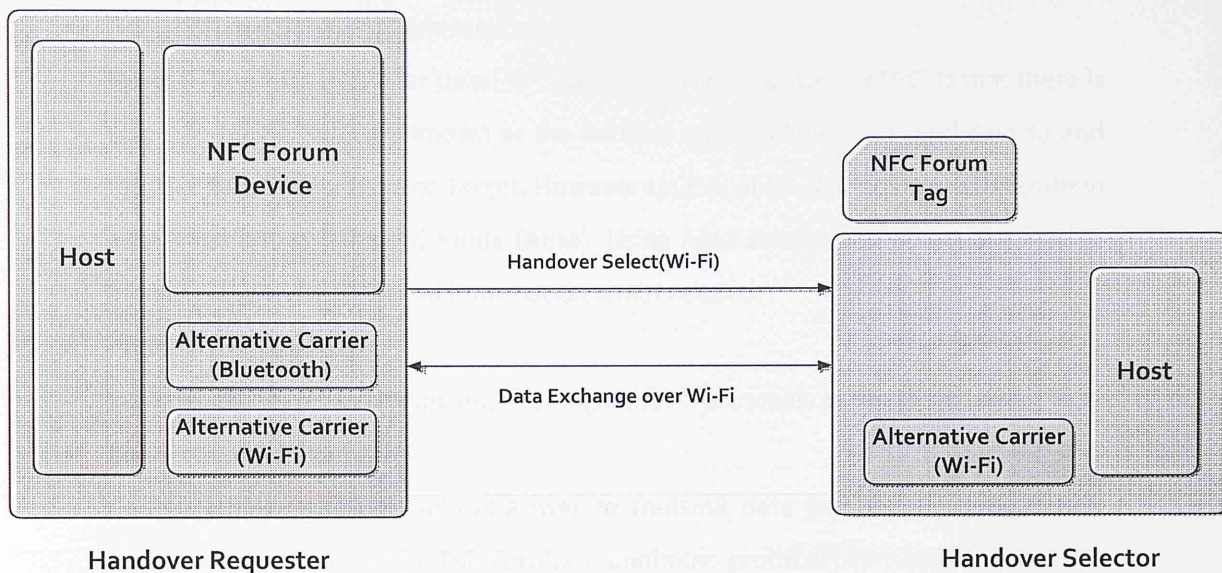 Host
NFC Forum
Device
Alternative Carrier
(Bluetooth)
Alternative Carrier
(Wi-Fi)
Handover Select(Wi-Fi)
Data Exchange over Wi-Fi
NFC Forum
Tag
Alternative Carrier
(Wi-Fi)
Host
Handover Requester
Handover Selector